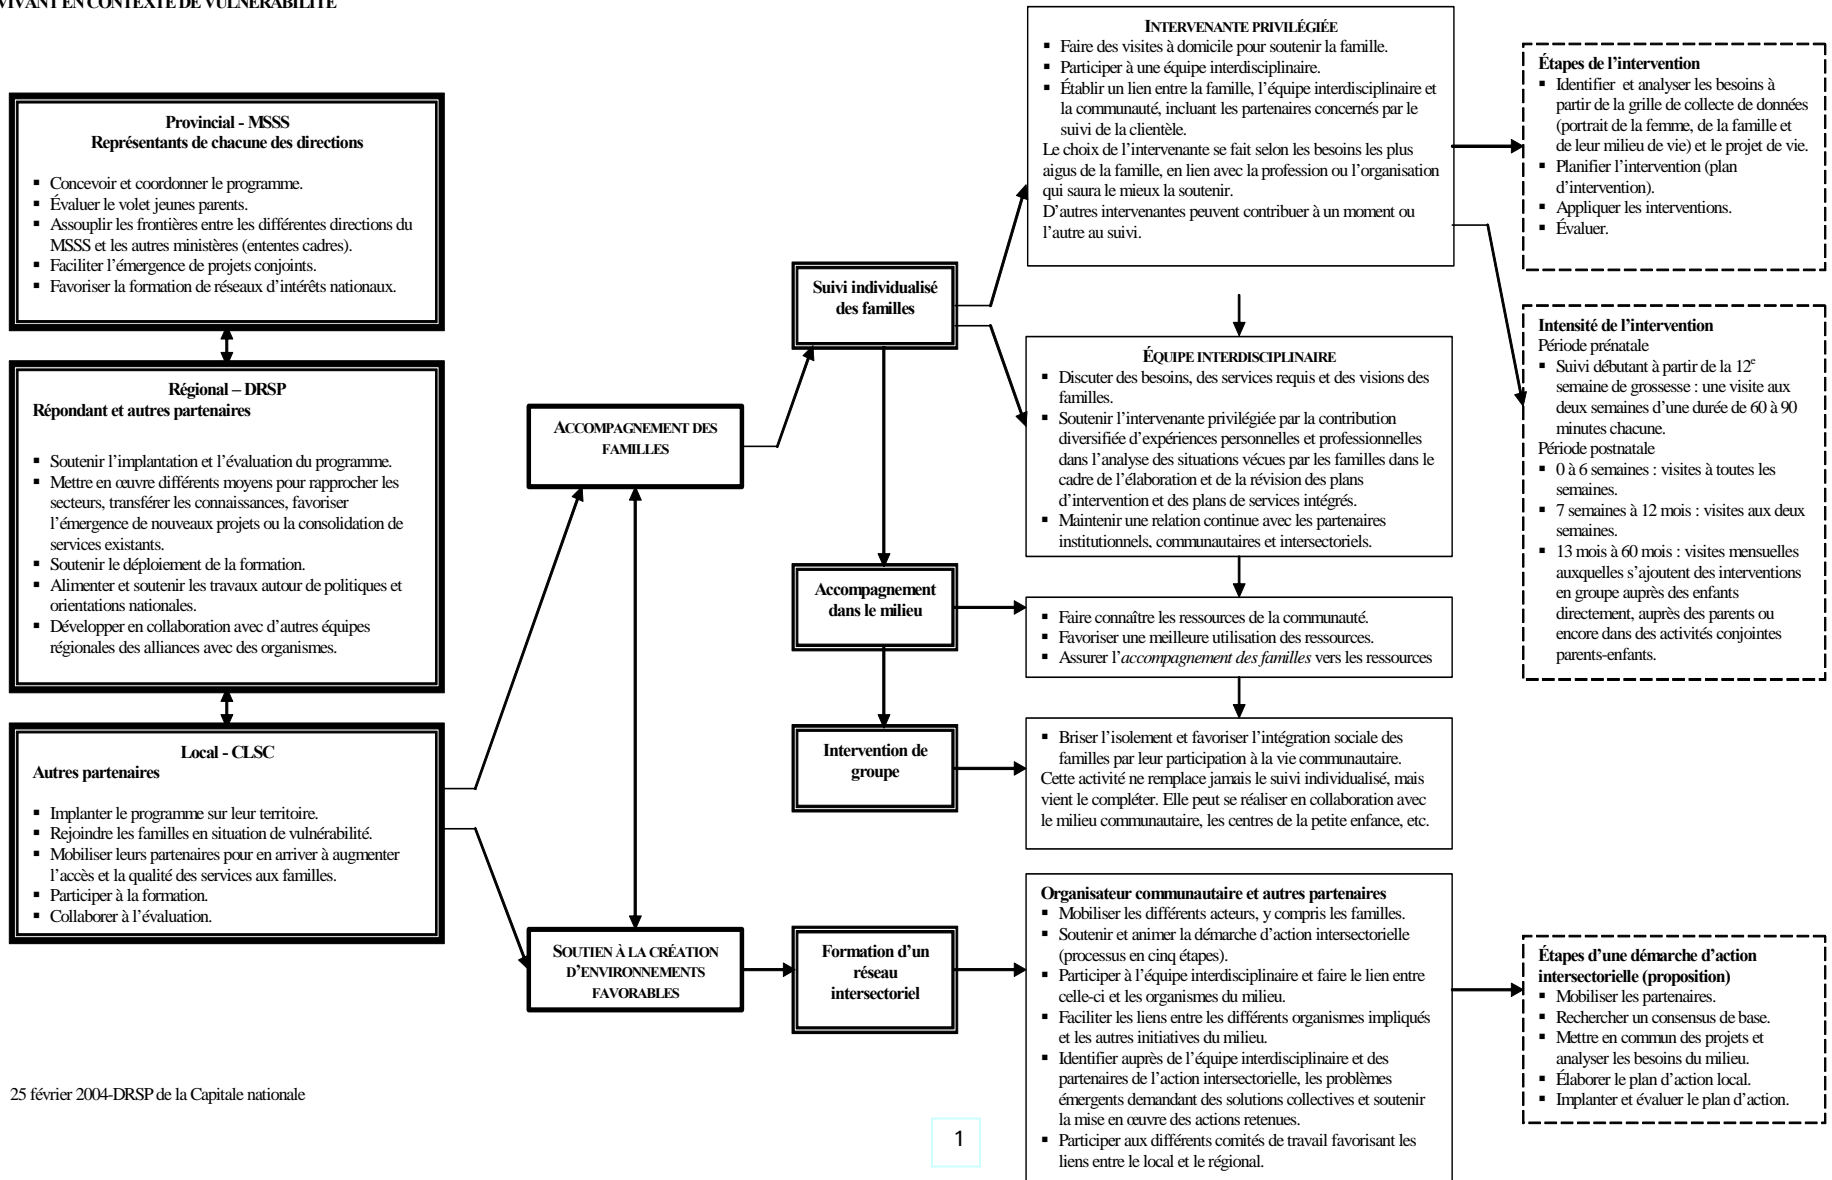 VIVANT EN CONTEXTE DE VULNÉRABILITÉ
Provincial - MSSS
Représentants de chacune des directions
▪ Concevoir et coordonner le programme.
▪ Évaluer le volet jeunes parents.
▪ Assouplir les frontières entre les différentes directions du
MSSS et les autres ministères (ententes cadres).
▪ Faciliter l’émergence de projets conjoints.
▪ Favoriser la formation de réseaux d’intérêts nationaux.
Régional – DRSP
Répondant et autres partenaires
▪ Soutenir l’implantation et l’évaluation du programme.
▪ Mettre en œuvre différents moyens pour rapprocher les
secteurs, transférer les connaissances, favoriser
l’émergence de nouveaux projets ou la consolidation de
services existants.
▪ Soutenir le déploiement de la formation.
▪ Alimenter et soutenir les travaux autour de politiques et
orientations nationales.
▪ Développer en collaboration avec d’autres équipes
régionales des alliances avec des organismes.
Local - CLSC
Autres partenaires
▪ Implanter le programme sur leur territoire.
▪ Rejoindre les familles en situation de vulnérabilité.
▪ Mobiliser leurs partenaires pour en arriver à augmenter
l’accès et la qualité des services aux familles.
▪ Participer à la formation.
▪ Collaborer à l’évaluation.
ACCOMPAGNEMENT DES
FAMILLES
SOUTIEN À LA CRÉATION
D’ENVIRONNEMENTS
FAVORABLES
Suivi individualisé
des familles
Accompagnement
dans le milieu
Intervention de
groupe
Formation d’un
réseau
intersectoriel
INTERVENANTE PRIVILÉGIÉE
▪ Faire des visites à domicile pour soutenir la famille.
▪ Participer à une équipe interdisciplinaire.
▪ Établir un lien entre la famille, l’équipe interdisciplinaire et
la communauté, incluant les partenaires concernés par le
suivi de la clientèle.
Le choix de l’intervenante se fait selon les besoins les plus
aigus de la famille, en lien avec la profession ou l’organisation
qui saura le mieux la soutenir.
D’autres intervenantes peuvent contribuer à un moment ou
l’autre au suivi.
ÉQUIPE INTERDISCIPLINAIRE
▪ Discuter des besoins, des services requis et des visions des
familles.
▪ Soutenir l’intervenante privilégiée par la contribution
diversifiée d’expériences personnelles et professionnelles
dans l’analyse des situations vécues par les familles dans le
cadre de l’élaboration et de la révision des plans
d’intervention et des plans de services intégrés.
▪ Maintenir une relation continue avec les partenaires
institutionnels, communautaires et intersectoriels.
▪ Faire connaître les ressources de la communauté.
▪ Favoriser une meilleure utilisation des ressources.
▪ Assurer l’accompagnement des familles vers les ressources
▪ Briser l’isolement et favoriser l’intégration sociale des
familles par leur participation à la vie communautaire.
Cette activité ne remplace jamais le suivi individualisé, mais
vient le compléter. Elle peut se réaliser en collaboration avec
le milieu communautaire, les centres de la petite enfance, etc.
Organisateur communautaire et autres partenaires
▪ Mobiliser les différents acteurs, y compris les familles.
▪ Soutenir et animer la démarche d’action intersectorielle
(processus en cinq étapes).
▪ Participer à l’équipe interdisciplinaire et faire le lien entre
celle-ci et les organismes du milieu.
▪ Faciliter les liens entre les différents organismes impliqués
et les autres initiatives du milieu.
▪ Identifier auprès de l’équipe interdisciplinaire et des
partenaires de l’action intersectorielle, les problèmes
émergents demandant des solutions collectives et soutenir
la mise en œuvre des actions retenues.
▪ Participer aux différents comités de travail favorisant les
liens entre le local et le régional.
Étapes de l’intervention
▪ Identifier et analyser les besoins à
partir de la grille de collecte de données
(portrait de la femme, de la famille et
de leur milieu de vie) et le projet de vie.
▪ Planifier l’intervention (plan
d’intervention).
▪ Appliquer les interventions.
▪ Évaluer.
Intensité de l’intervention
Période prénatale
▪ Suivi débutant à partir de la 12e
semaine de grossesse : une visite aux
deux semaines d’une durée de 60 à 90
minutes chacune.
Période postnatale
▪ 0 à 6 semaines : visites à toutes les
semaines.
▪ 7 semaines à 12 mois : visites aux deux
semaines.
▪ 13 mois à 60 mois : visites mensuelles
auxquelles s’ajoutent des interventions
en groupe auprès des enfants
directement, auprès des parents ou
encore dans des activités conjointes
parents-enfants.
Étapes d’une démarche d’action
intersectorielle (proposition)
▪ Mobiliser les partenaires.
▪ Rechercher un consensus de base.
▪ Mettre en commun des projets et
analyser les besoins du milieu.
▪ Élaborer le plan d’action local.
▪ Implanter et évaluer le plan d’action.
25 février 2004-DRSP de la Capitale nationale
1